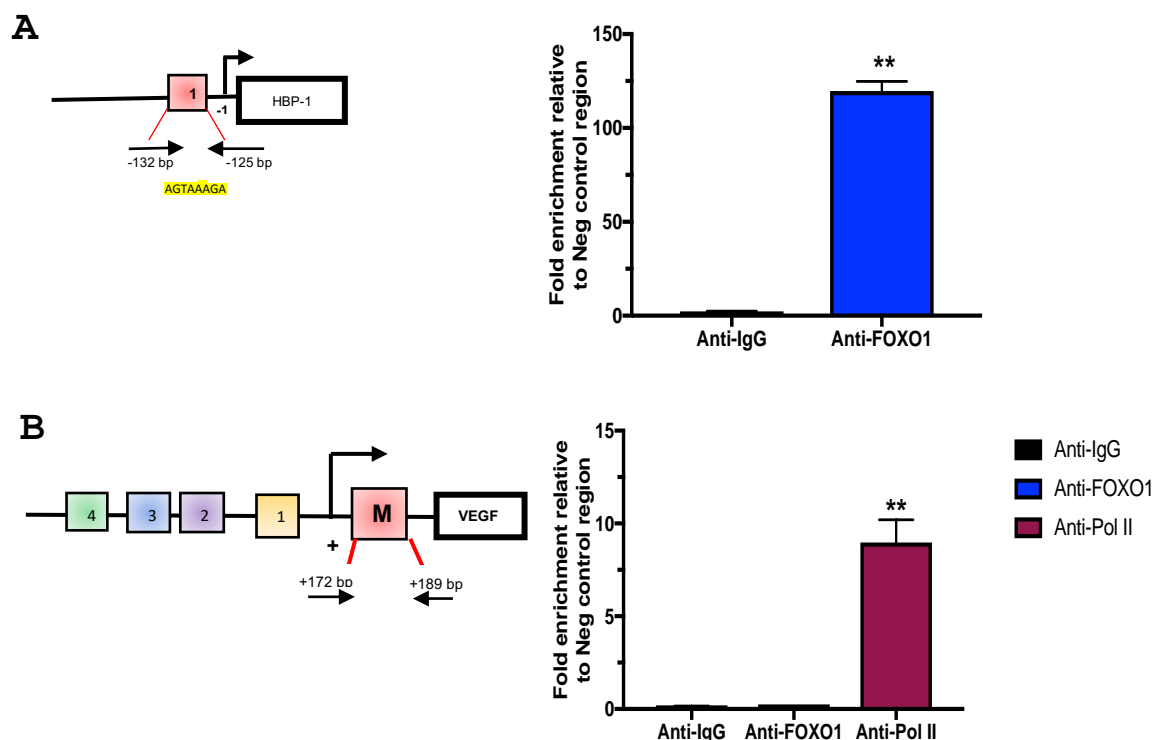 A
1
-1
HBP-1
-132 bp
-125 bp
AGTAAAGA
Fold enrichment relative
to Neg control region
150
100
50
0
**
Anti-IgG
Anti-FOXO1
B
4
3
2
1
+
M
VEGF
+172 bp
+189 bp
Fold enrichment relative
to Neg control region
15
10
5
0
**
Anti-IgG
Anti-FOXO1
Anti-Pol II
Anti-IgG
Anti-FOXO1
Anti-Pol II